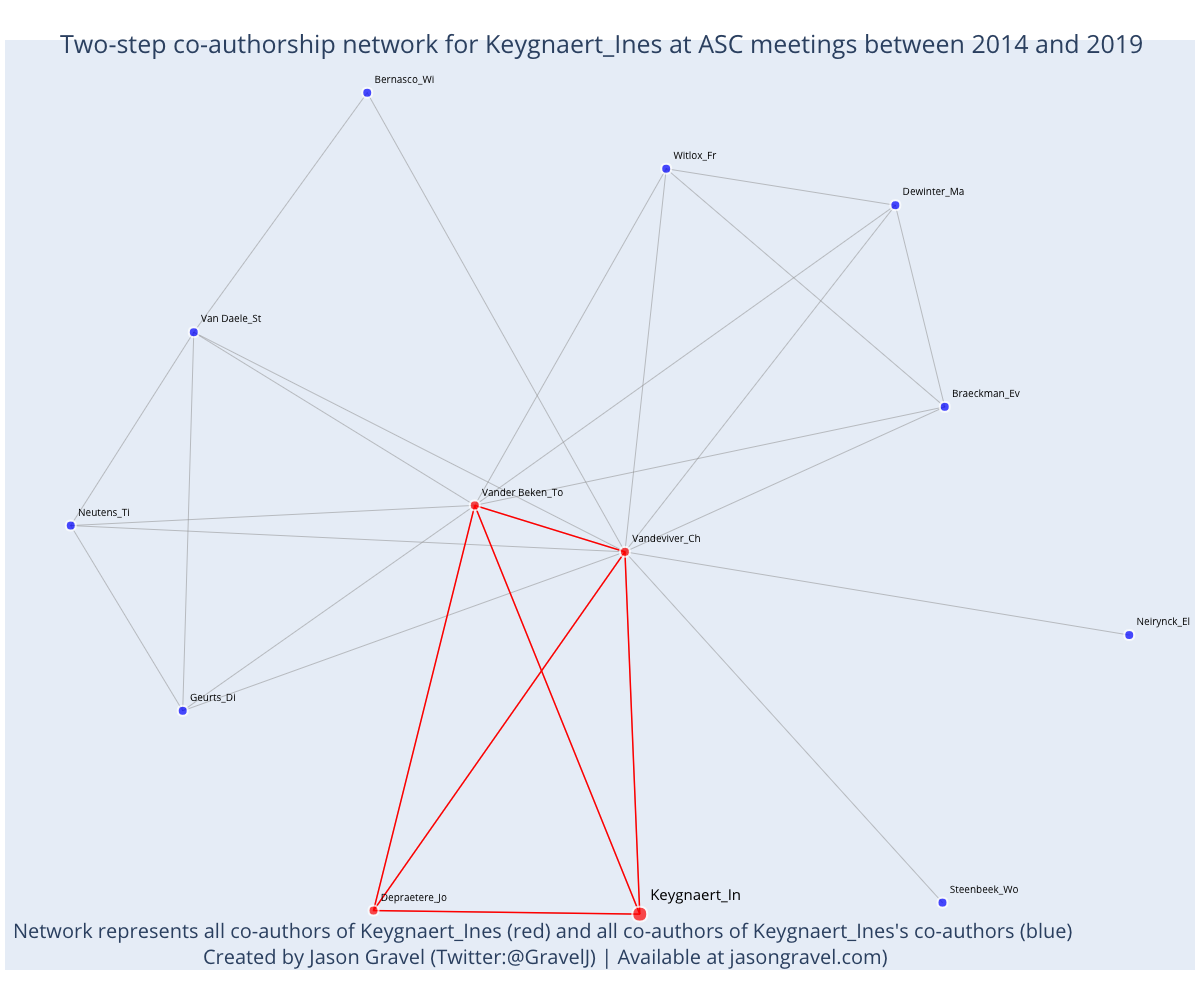 Two-step co-authorship network for Keygnaert_Ines at ASC meetings between 2014 and 2019
Bernasco_Wi
Witlox_Fr
Dewinter_Ma
Van Daele_St
Braeckman_Ev
Vander Beken_To
Neutens_Ti
Vandeviver_Ch
Neirynck_El
Geurts_Di
Steenbeek_Wo
Keygnaert_In
Depraetere_Jo
Network represents all co-authors of Keygnaert_Ines (red) and all co-authors of Keygnaert_Ines's co-authors (blue)
Created by Jason Gravel (Twitter:@GravelJ) | Available at jasongravel.com)